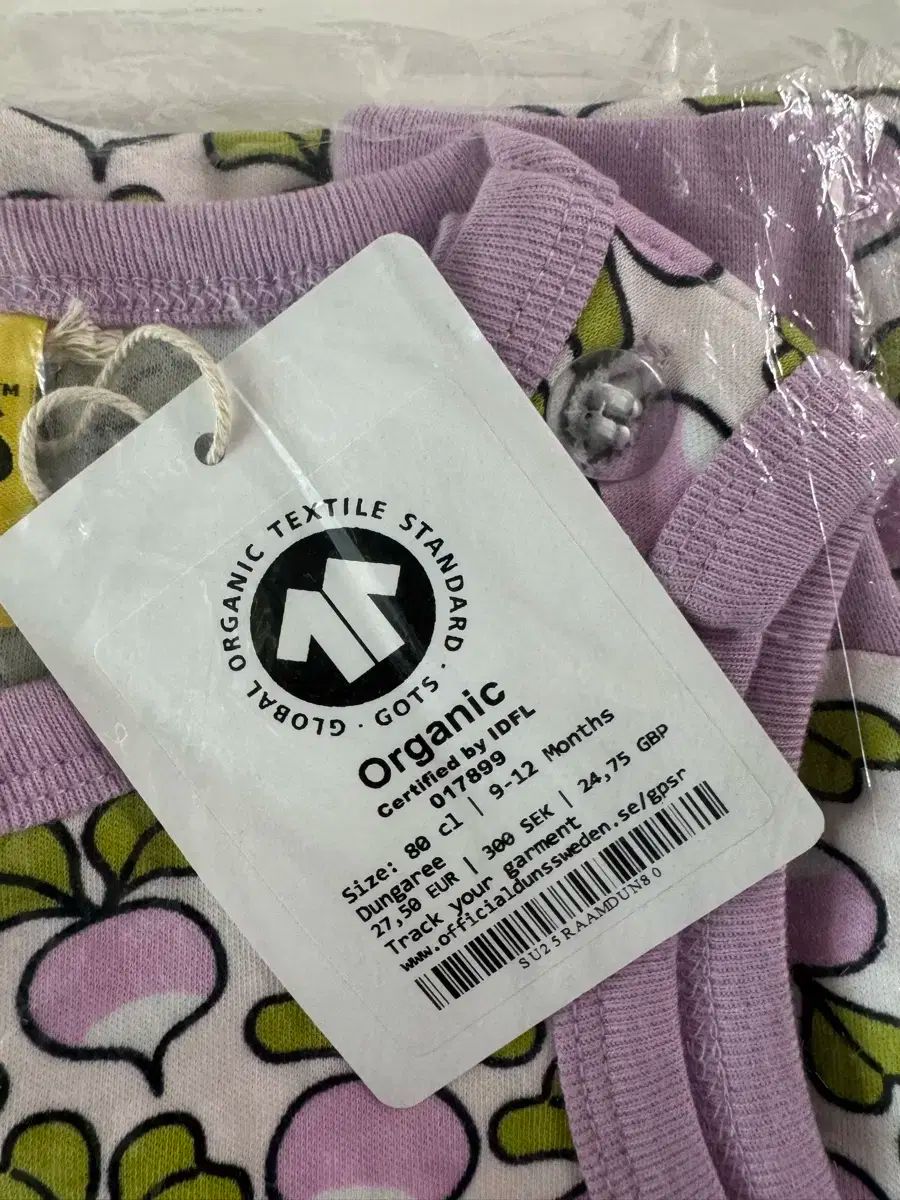 TM
GLOBAL ORGANIC TEXTILE STANDARD · GOTS ·
Organic
Certified by IDFL
017899
Size: 80 cl | 9-12 Months
Dungaree
27,50 EUR | 300 SEK | 24,75 GBP
Track your garment
www.officialdunssweden.se/gpsr
SU25RAAMDUN80